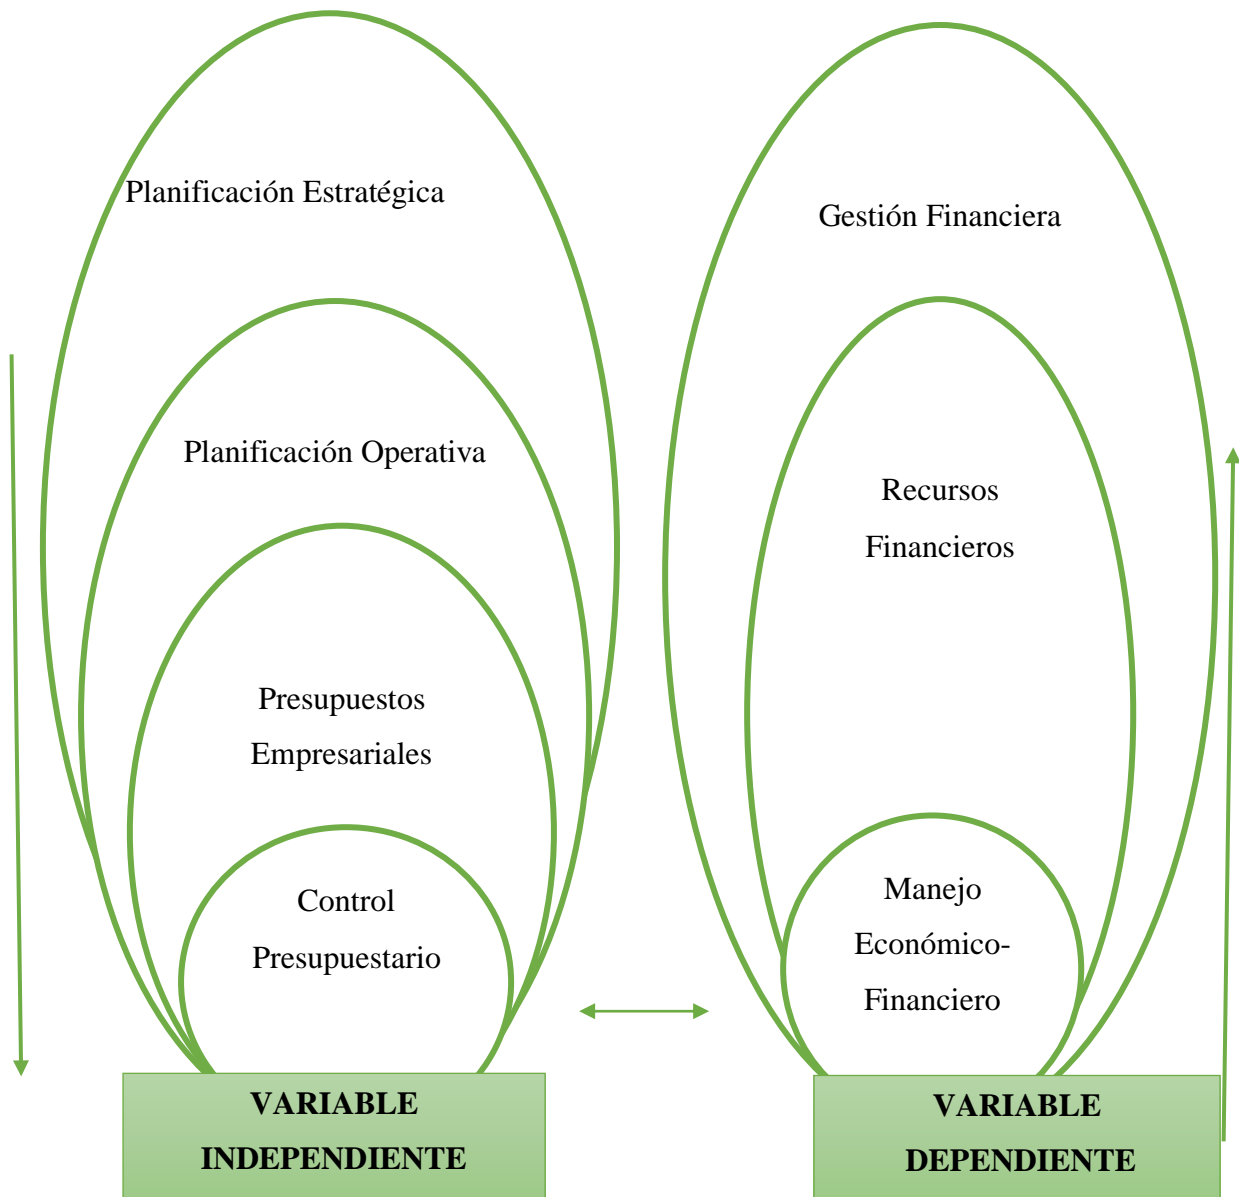 Planificación Estratégica
Planificación Operativa
Presupuestos
Empresariales
Control
Presupuestario
VARIABLE
INDEPENDIENTE
Gestión Financiera
Recursos
Financieros
Manejo
Económico-
Financiero
VARIABLE
DEPENDIENTE